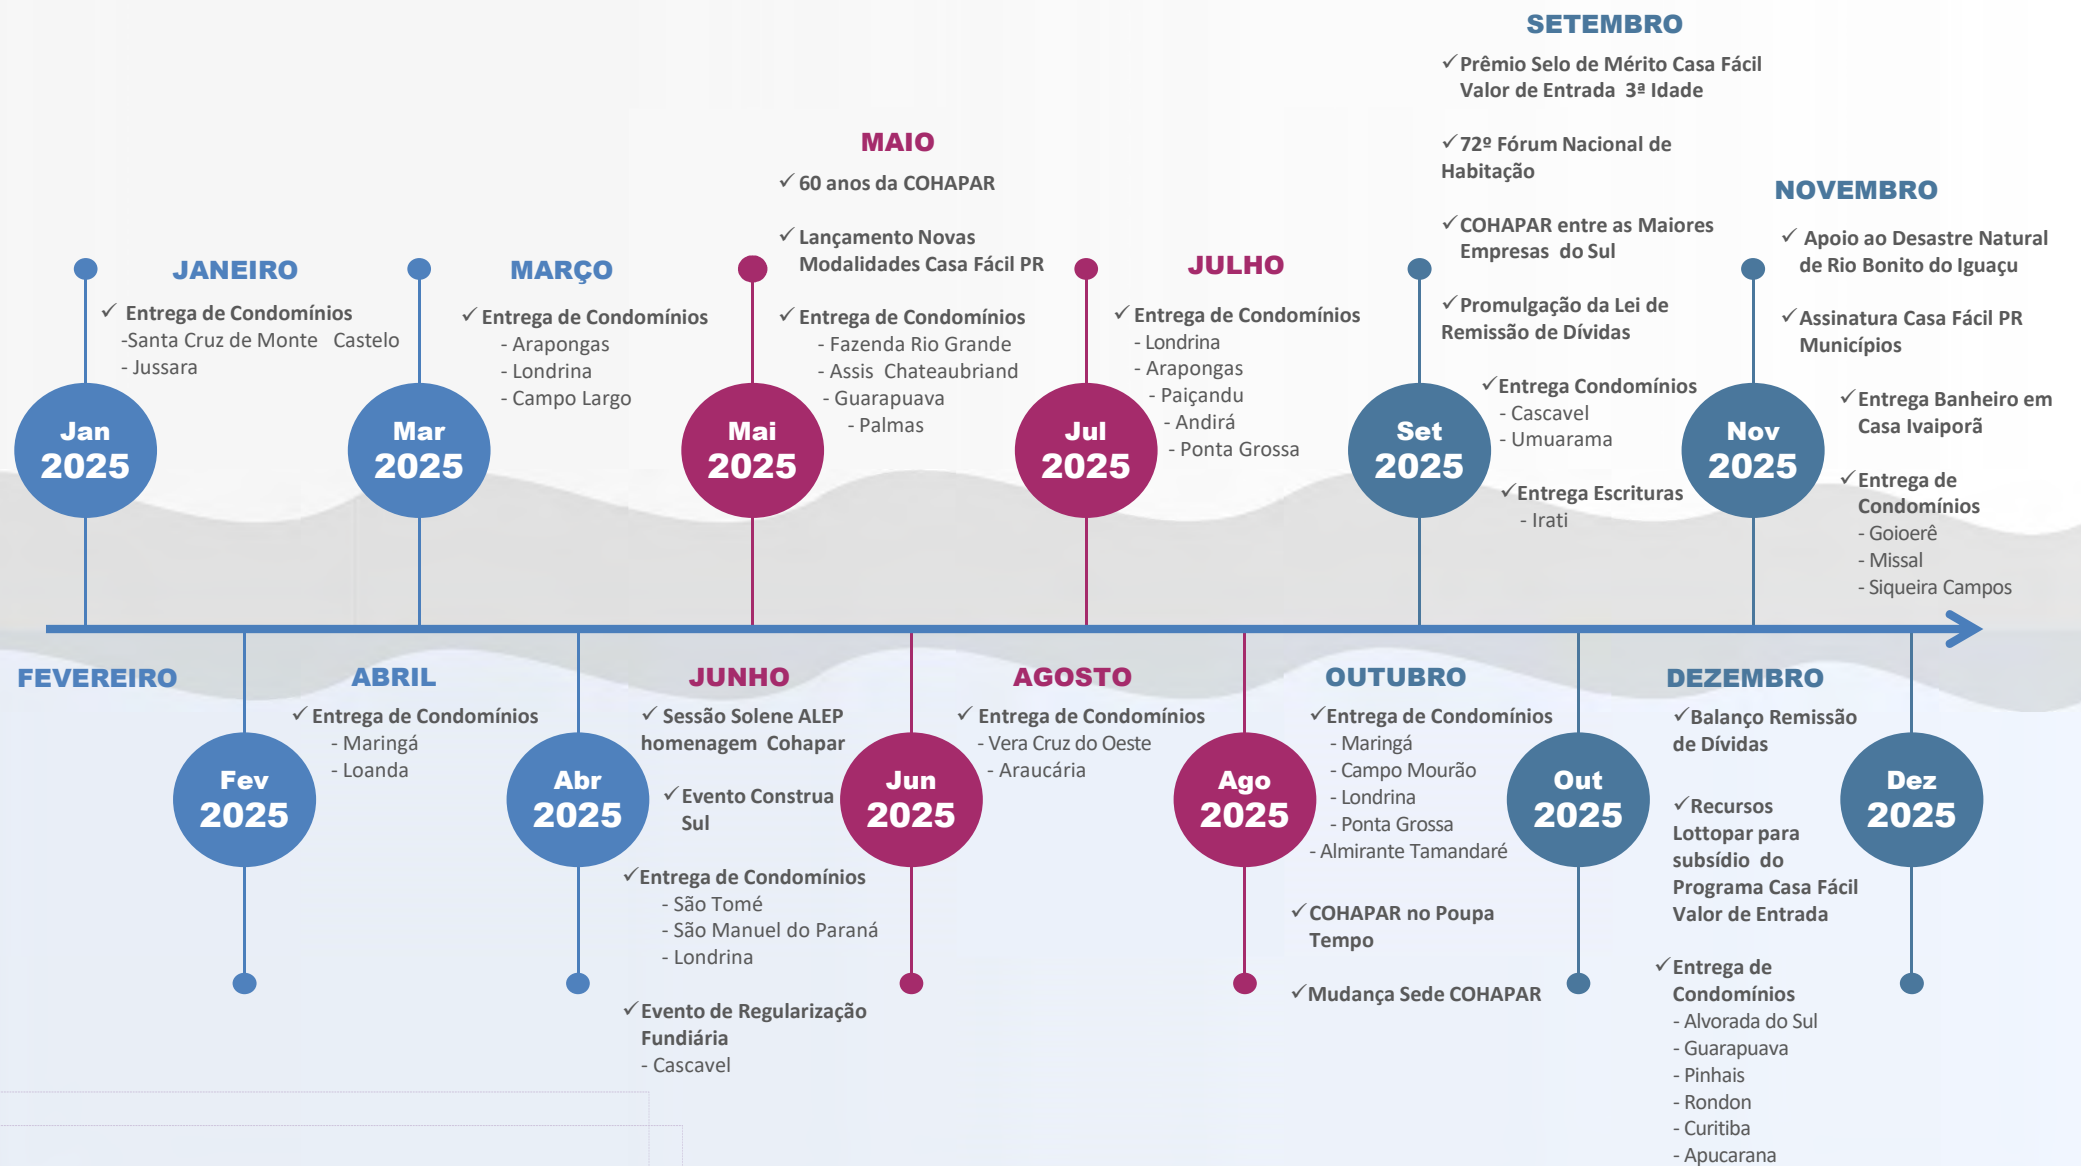 JANEIRO
✓ Entrega de Condomínios
-Santa Cruz de Monte Castelo
- Jussara
Jan
2025
FEVEREIRO
Fev
2025
MARÇO
✓ Entrega de Condomínios
- Arapongas
- Londrina
- Campo Largo
Mar
2025
ABRIL
✓ Entrega de Condomínios
- Maringá
- Loanda
Abr
2025
MAIO
✓ 60 anos da COHAPAR
✓ Lançamento Novas
Modalidades Casa Fácil PR
✓ Entrega de Condomínios
- Fazenda Rio Grande
- Assis Chateaubriand
- Guarapuava
- Palmas
Mai
2025
JUNHO
✓ Sessão Solene ALEP
homenagem Cohapar
✓ Evento Construa
Sul
✓ Entrega de Condomínios
- São Tomé
- São Manuel do Paraná
- Londrina
✓ Evento de Regularização
Fundiária
- Cascavel
Jun
2025
JULHO
✓ Entrega de Condomínios
- Londrina
- Arapongas
- Paiçandu
- Andirá
- Ponta Grossa
Jul
2025
AGOSTO
✓ Entrega de Condomínios
- Vera Cruz do Oeste
- Araucária
Ago
2025
SETEMBRO
✓ Prêmio Selo de Mérito Casa Fácil
Valor de Entrada 3ª Idade
✓ 72º Fórum Nacional de
Habitação
✓ COHAPAR entre as Maiores
Empresas do Sul
✓ Promulgação da Lei de
Remissão de Dívidas
✓ Entrega Condomínios
- Cascavel
- Umuarama
✓ Entrega Escrituras
- Irati
Set
2025
OUTUBRO
✓ Entrega de Condomínios
- Maringá
- Campo Mourão
- Londrina
- Ponta Grossa
- Almirante Tamandaré
✓ COHAPAR no Poupa
Tempo
✓ Mudança Sede COHAPAR
Out
2025
NOVEMBRO
✓ Apoio ao Desastre Natural
de Rio Bonito do Iguaçu
✓ Assinatura Casa Fácil PR
Municípios
✓ Entrega Banheiro em
Casa Ivaiporã
✓ Entrega de
Condomínios
- Goioerê
- Missal
- Siqueira Campos
Nov
2025
DEZEMBRO
✓ Balanço Remissão
de Dívidas
✓ Recursos
Lottopar para
subsídio do
Programa Casa Fácil
Valor de Entrada
✓ Entrega de
Condomínios
- Alvorada do Sul
- Guarapuava
- Pinhais
- Rondon
- Curitiba
- Apucarana
Dez
2025